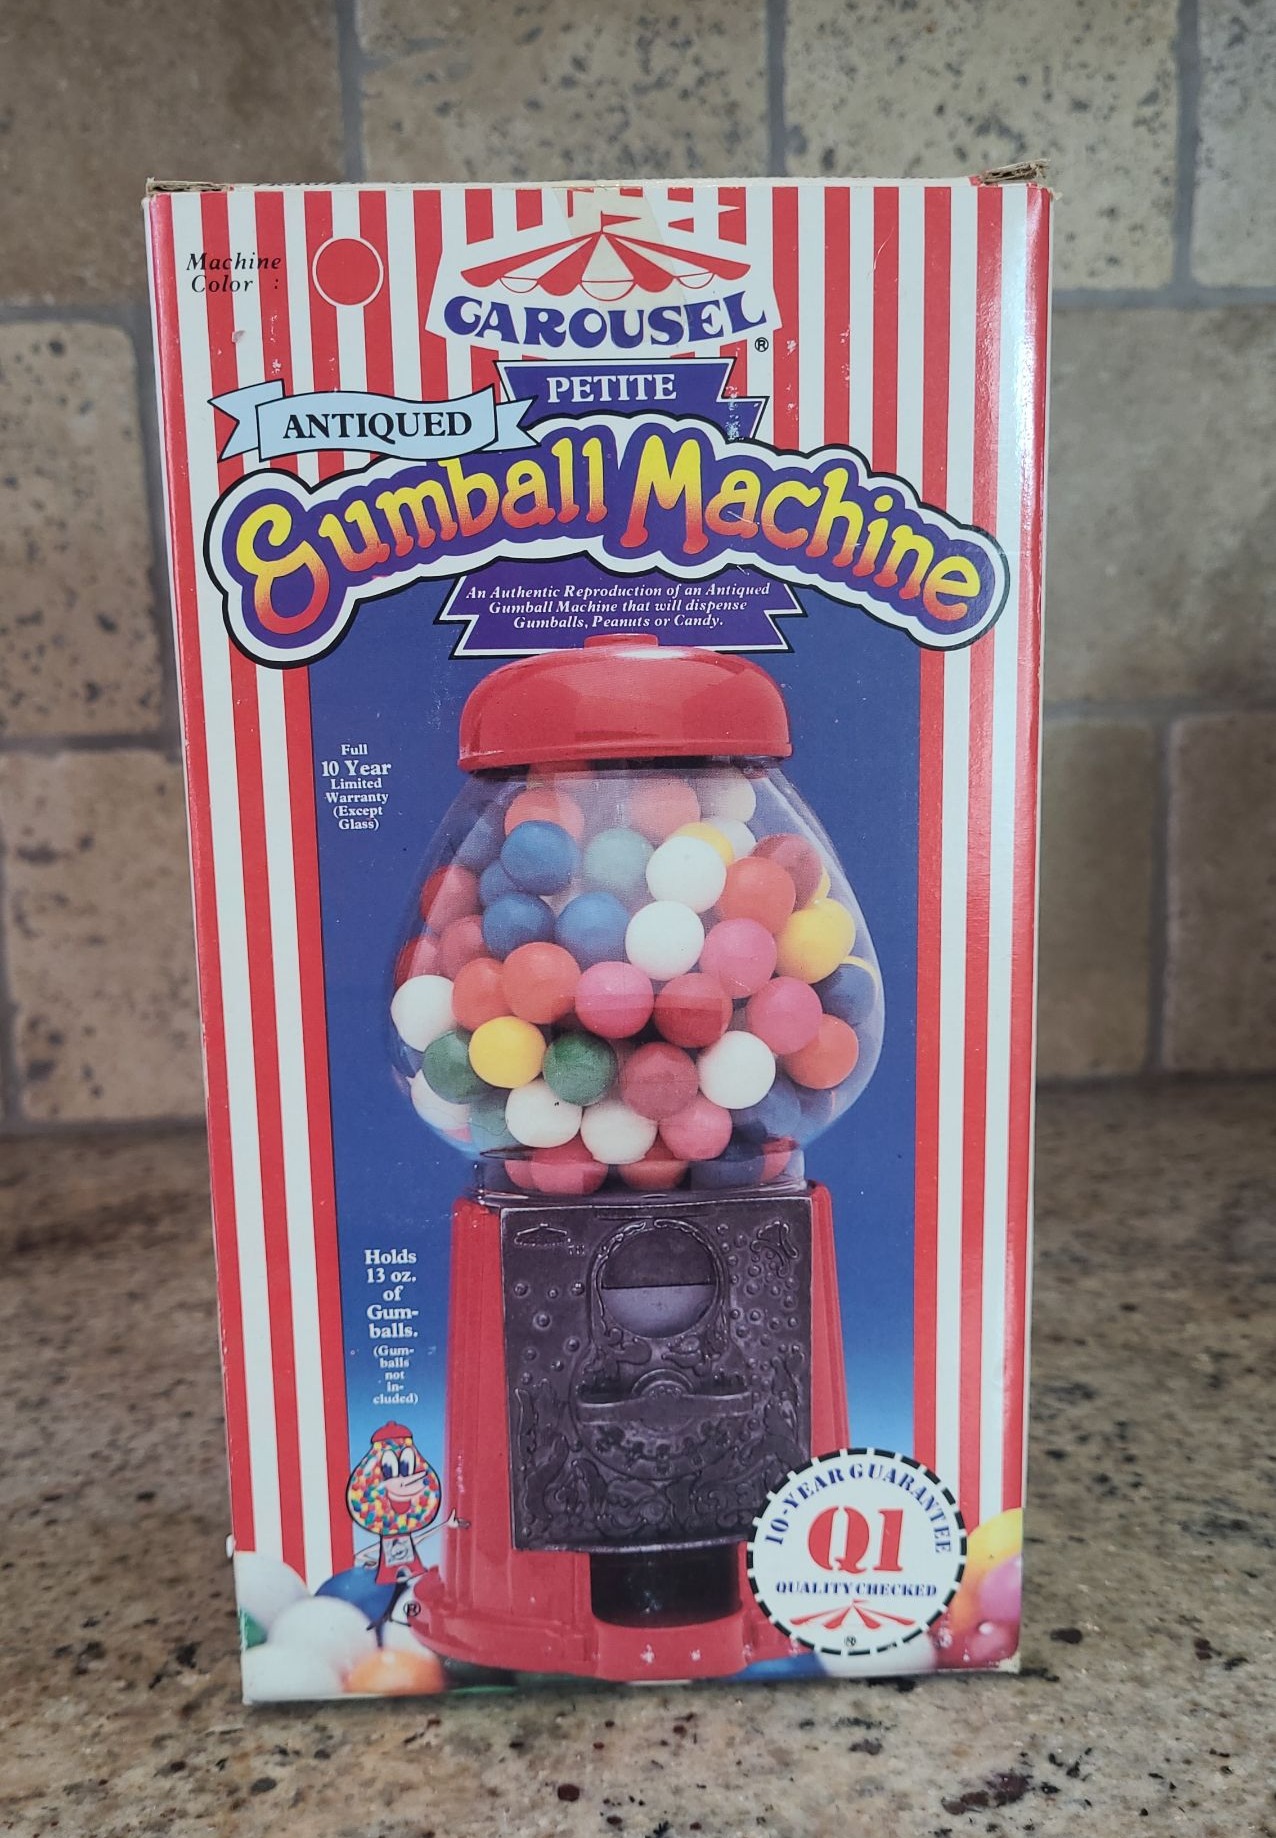 Machine
Color :
CAROUSEL
®
PETITE
ANTIQUED
Gumball Machine
An Authentic Reproduction of an Antiqued
Gumball Machine that will dispense
Gumballs, Peanuts or Candy.
Full
10 Year
Limited
Warranty
(Except
Glass)
Holds
13 oz.
of
Gum-
balls.
(Gum-
balls
not
in-
cluded)
®
10-YEAR GUARANTEE
Q1
QUALITY CHECKED
®